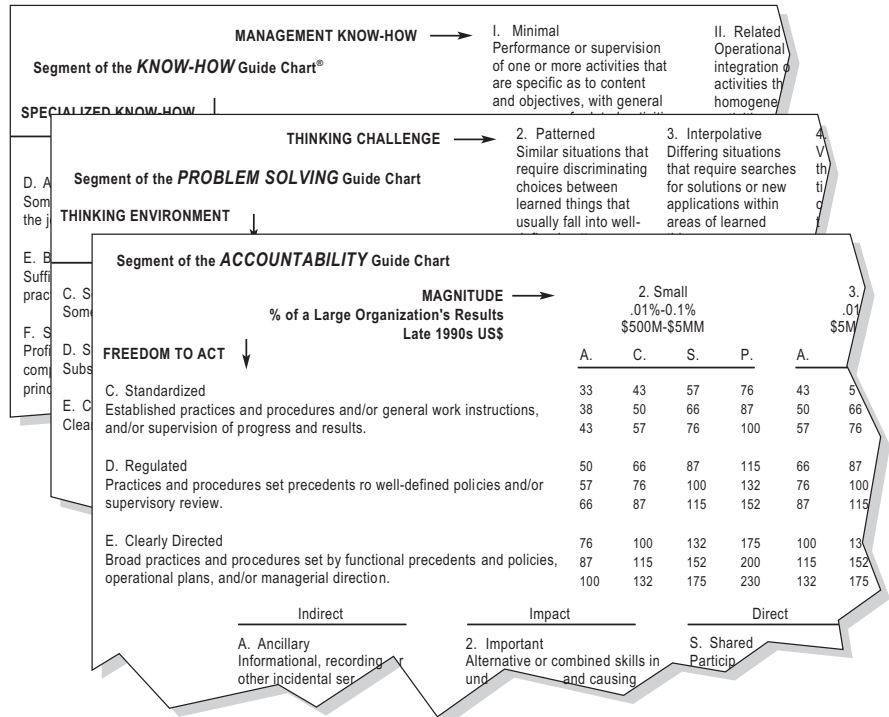 MANAGEMENT KNOW-HOW
Segment of the KNOW-HOW Guide Chart®
SPECIALIZED KNOW-HOW
I. Minimal
Performance or supervision
of one or more activities that
are specific as to content
and objectives, with general
II. Related
Operational
integration
activities
D.
the
E.
F.
THINKING CHALLENGE
Segment of the PROBLEM SOLVING Guide Chart
THINKING ENVIRONMENT
2. Patterned
Similar situations that
require discriminating
choices between
learned things that
usually fall into well-
3. Interpolative
Differing situations
that require searches
for solutions or new
applications within
areas of learned
4.
C.
D.
E.
Segment of the ACCOUNTABILITY Guide Chart
MAGNITUDE
% of a Large Organization's Results
Late 1990s US$
FREEDOM TO ACT
2. Small
.01%-0.1%
$500M-$5MM
3.
.01
$5M
A. C. S. P. A.
C. Standardized
Established practices and procedures and/or general work instructions,
and/or supervision of progress and results.
33 43 57 76 43 5
38 50 66 87 50 66
43 57 76 100 57 76
D. Regulated
Practices and procedures set precedents ro well-defined policies and/or
supervisory review.
50 66 87 115 66 87
57 76 100 132 76 100
66 87 115 152 87 115
E. Clearly Directed
Broad practices and procedures set by functional precedents and policies,
operational plans, and/or managerial direction.
76 100 132 175 100 13
87 115 152 200 115 152
100 132 175 230 132 175
Indirect Impact Direct
A. Ancillary
Informational, recording
other incidental
2. Important
Alternative or combined skills in
and causing
S. Shared